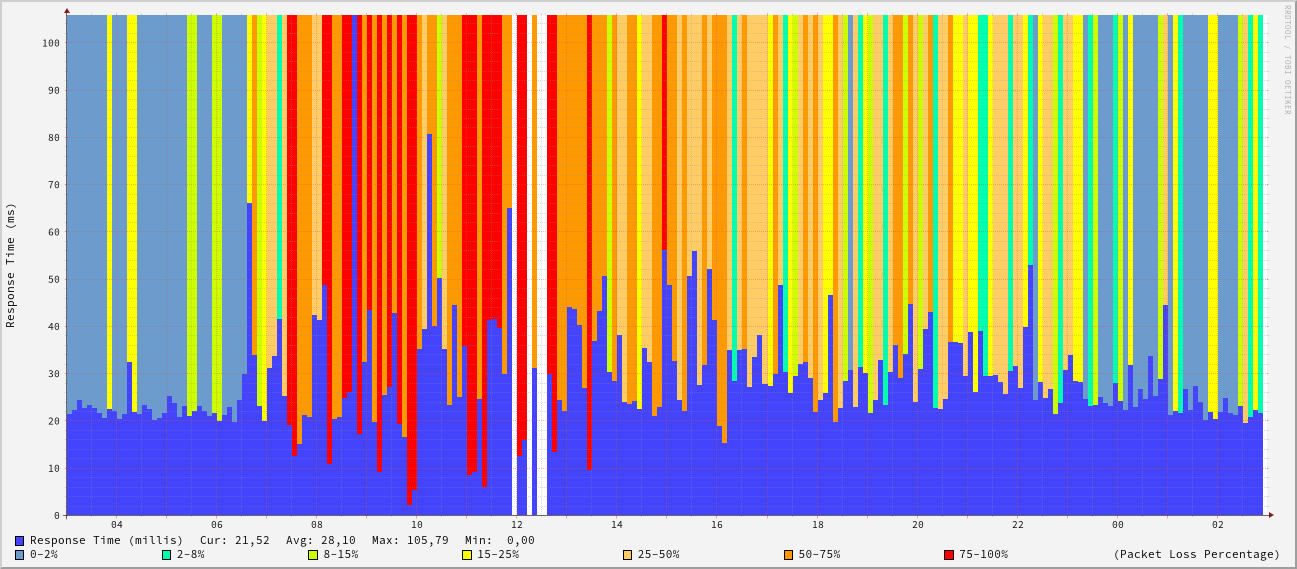 RRDTOOL / TOBI OETIKER
Response Time (ms)
100
90
80
70
60
50
40
30
20
10
0
04 06 08 10 12 14 16 18 20 22 00 02
Response Time (millis) Cur: 21,52 Avg: 28,10 Max: 105,79 Min: 0,00
0-2% 2-8% 8-15% 15-25% 25-50% 50-75% 75-100% (Packet Loss Percentage)